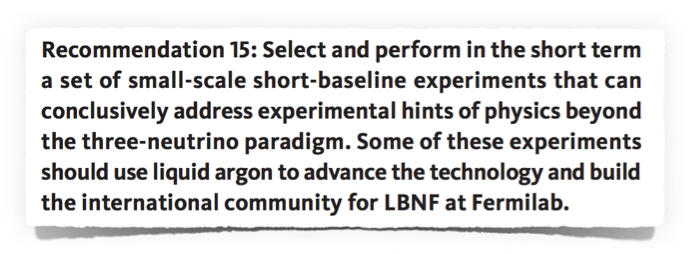 Recommendation 15: Select and perform in the short term
a set of small-scale short-baseline experiments that can
conclusively address experimental hints of physics beyond
the three-neutrino paradigm. Some of these experiments
should use liquid argon to advance the technology and build
the international community for LBNF at Fermilab.